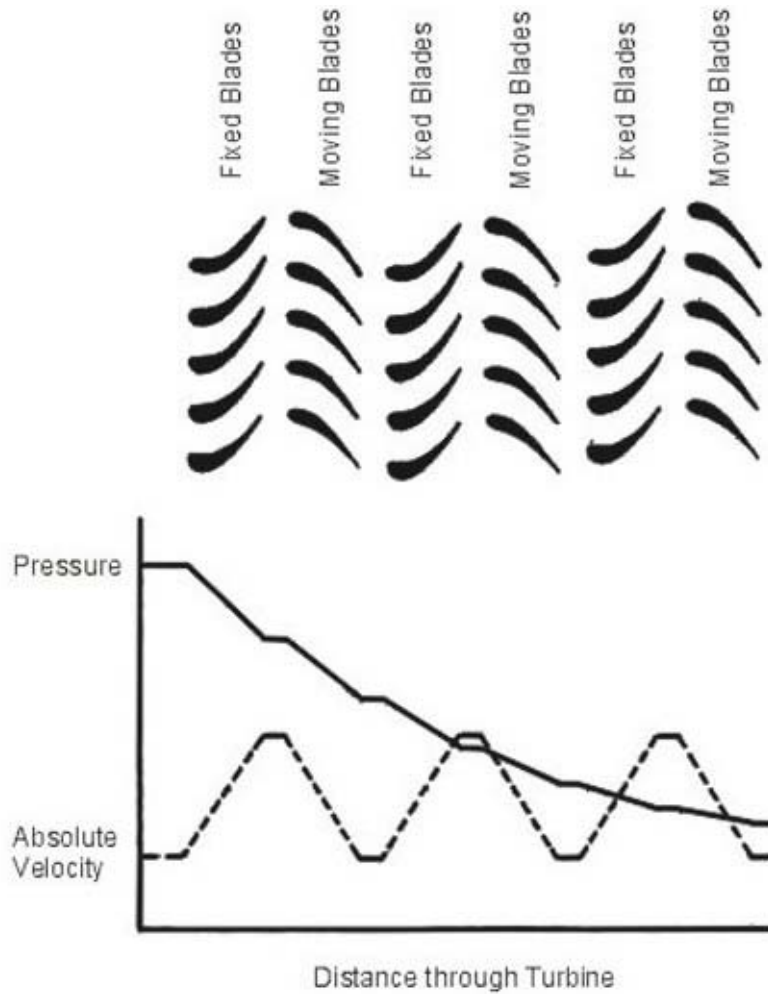 Fixed Blades
Moving Blades
Fixed Blades
Moving Blades
Fixed Blades
Moving Blades
Pressure
Absolute
Velocity
Distance through Turbine